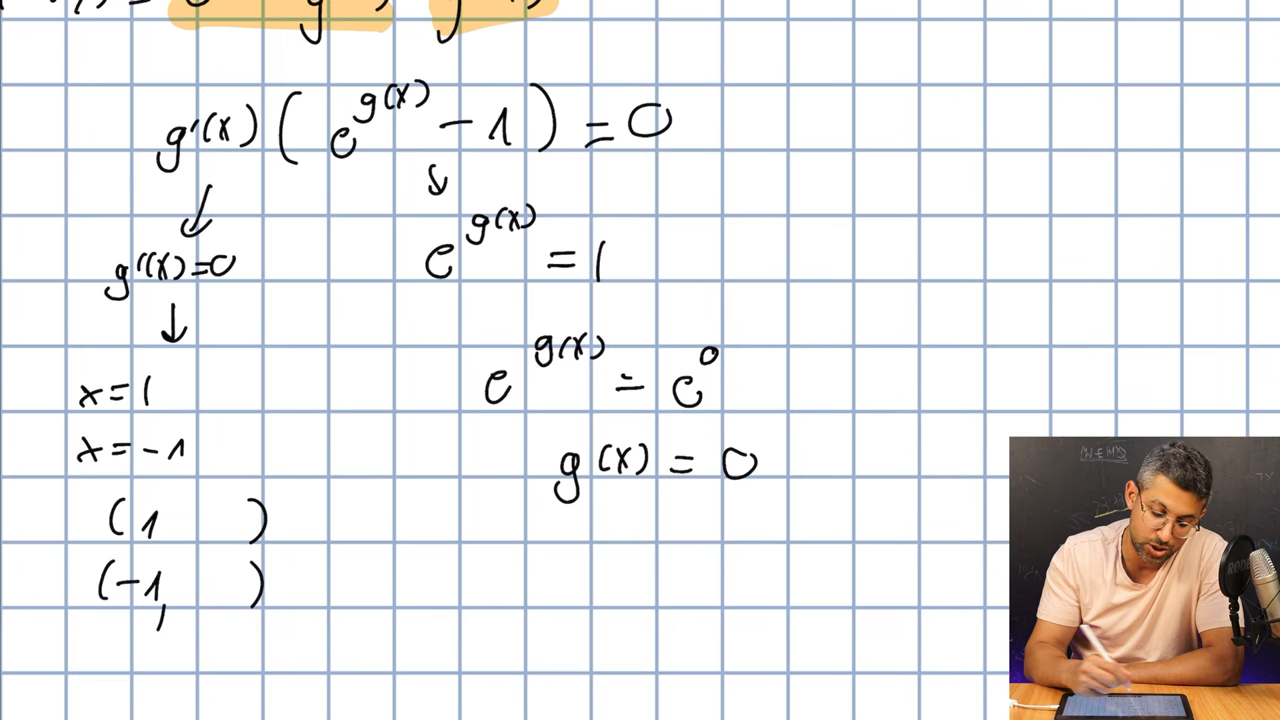 g'(x) ( e^g(x) - 1 ) = 0
↓ ↓
g'(x)=0 e^g(x) = 1
↓
e^g(x) = e^0
x = 1
x = -1 g(x) = 0
(1 )
(-1, )